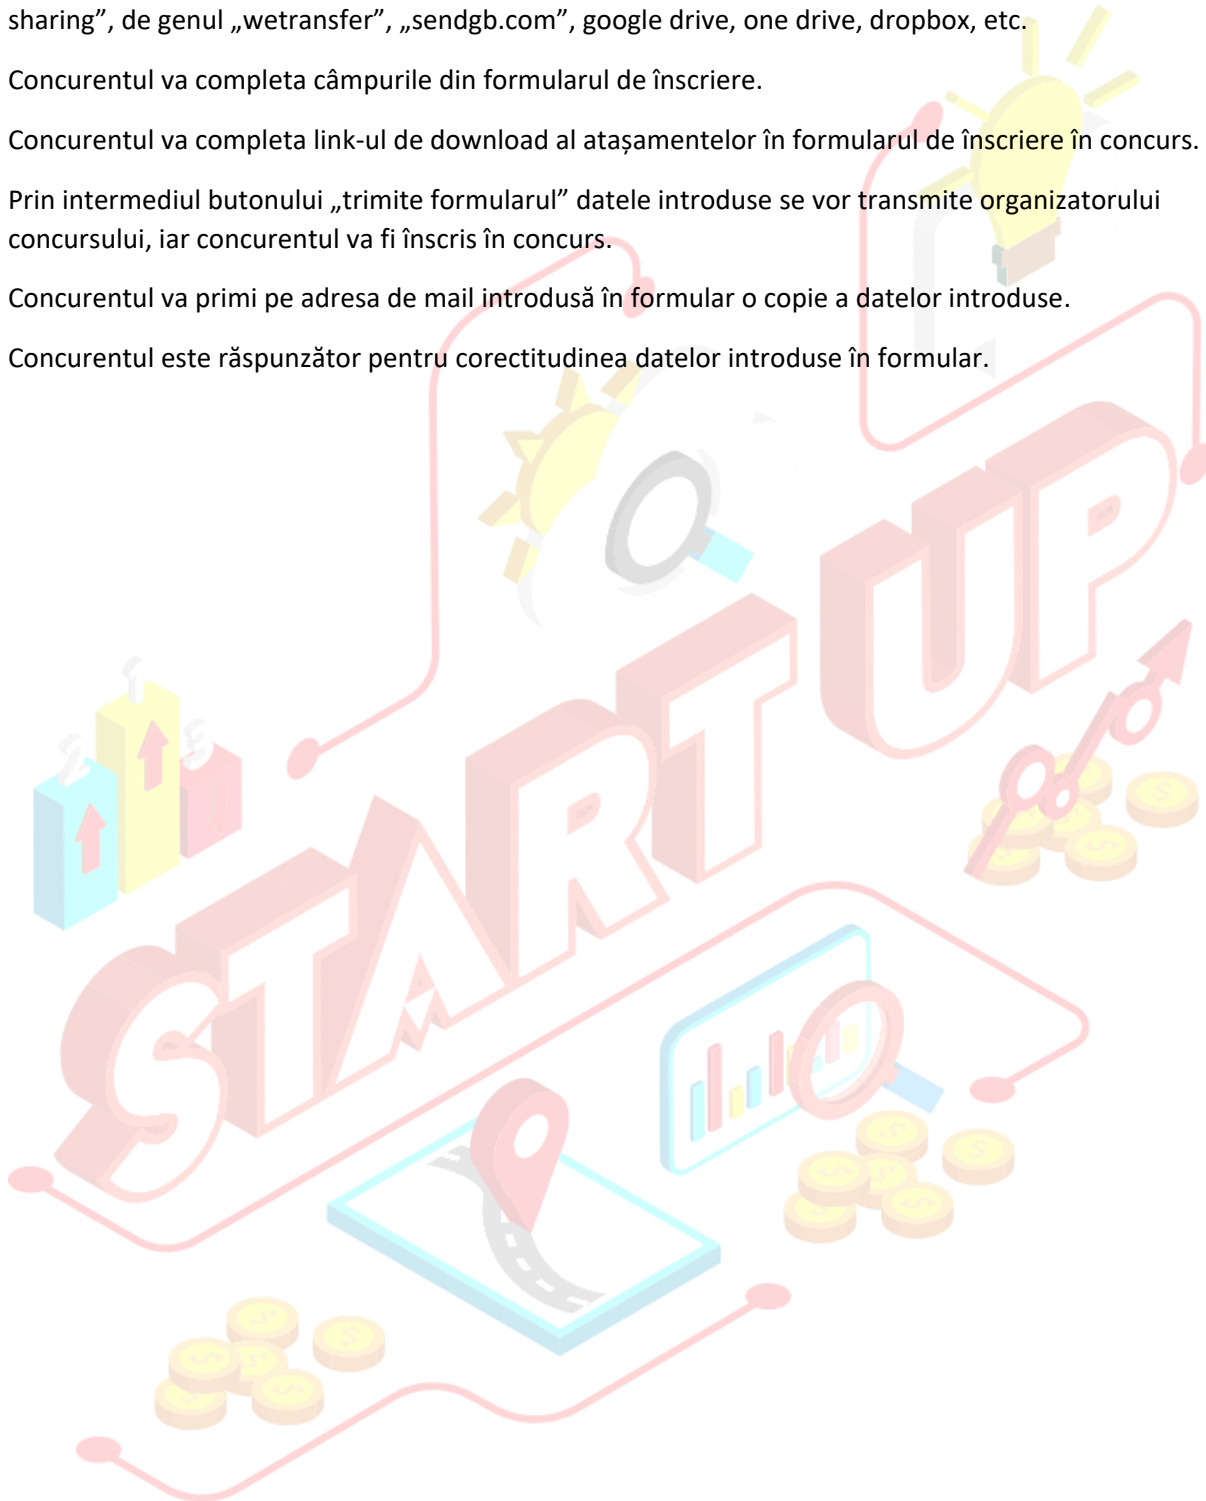 sharing”, de genul „wetransfer”, „sendgb.com”, google drive, one drive, dropbox, etc.
Concurentul va completa câmpurile din formularul de înscriere.
Concurentul va completa link-ul de download al atașamentelor în formularul de înscriere în concurs.
Prin intermediul butonului „trimite formularul” datele introduse se vor transmite organizatorului
concursului, iar concurentul va fi înscris în concurs.
Concurentul va primi pe adresa de mail introdusă în formular o copie a datelor introduse.
Concurentul este răspunzător pentru corectitudinea datelor introduse în formular.
START UP
2 1 3